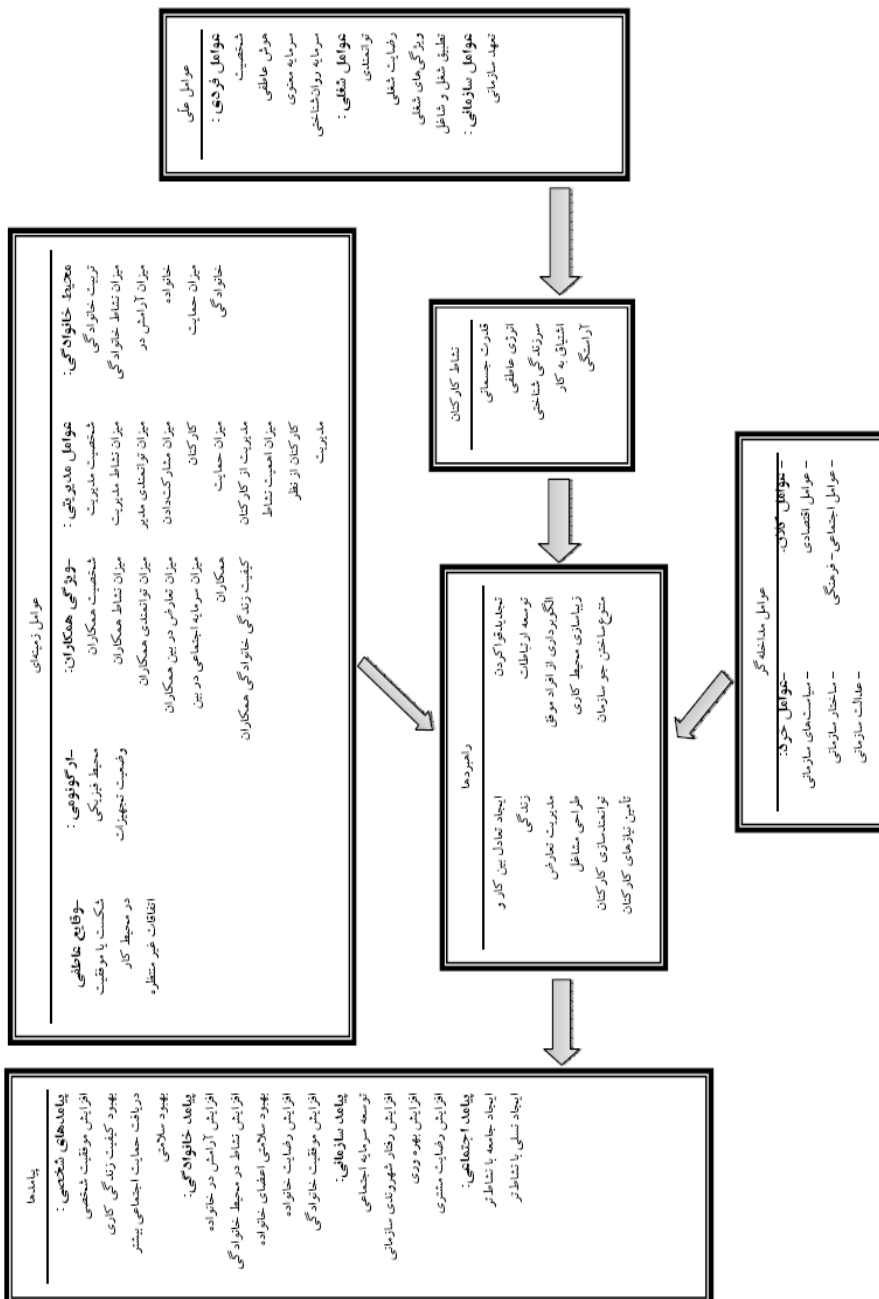 عوامل علّی
عوامل فردی :
شخصیت
هوش عاطفی
سرمایه معنوی
سرمایه روان‌شناختی
عوامل شغلی :
توانمندی
رضایت شغلی
ویژگی‌های شغلی
تطبیق شغل و شاغل
عوامل سازمانی :
تعهد سازمانی
نشاط کارکنان
قدرت جسمانی
انرژی عاطفی
سرزندگی شناختی
اشتیاق به کار
آراستگی
عوامل زمینه‌ای
محیط خانوادگی:
تربیت خانوادگی
میزان نشاط خانوادگی
میزان آرامش در
خانواده
میزان حمایت
خانوادگی
عوامل مدیریتی :
شخصیت مدیریت
میزان نشاط مدیریت
میزان توانمندی مدیر
میزان مشارکت‌دادن
کارکنان
میزان حمایت
مدیریت از کارکنان
میزان اهمیت نشاط
کارکنان از نظر
مدیریت
-ویژگی همکاران:
شخصیت همکاران
میزان نشاط همکاران
میزان توانمندی همکاران
میزان تعارض در بین همکاران
میزان سرمایه اجتماعی در بین
همکاران
کیفیت زندگی خانوادگی همکاران
-ارگونومی :
محیط فیزیکی
وضعیت تجهیزات
-وقایع عاطفی
شکست یا موفقیت
در محیط کار
اتفاقات غیر منتظره
عوامل مداخله گر
- عوامل کلان:
- عوامل اقتصادی
- عوامل اجتماعی - فرهنگی
-عوامل خرد:
- سیاست‌های سازمانی
- ساختار سازمانی
- عدالت سازمانی
راهبردها
تجدیدقوا کردن
توسعه ارتباطات
الگوبرداری از افراد موفق
زیباسازی محیط کاری
متنوع ساختن جو سازمان
ایجاد تعادل بین کار و
زندگی
مدیریت تعارض
طراحی مشاغل
توانمندسازی کارکنان
تأمین نیازهای کارکنان
پیامدها
پیامدهای شخصی :
افزایش موفقیت شخصی
بهبود کیفیت زندگی کاری
دریافت حمایت اجتماعی بیشتر
بهبود سلامتی
پیامد خانوادگی:
افزایش آرامش در خانواده
افزایش نشاط در محیط خانوادگی
بهبود سلامتی اعضای خانواده
افزایش رضایت خانواده
افزایش موفقیت خانوادگی
پیامد سازمانی:
توسعه سرمایه اجتماعی
افزایش رفتار شهروندی سازمانی
افزایش بهره وری
افزایش رضایت مشتری
پیامد اجتماعی:
ایجاد جامعه با نشاط تر
ایجاد نسلی با نشاط تر